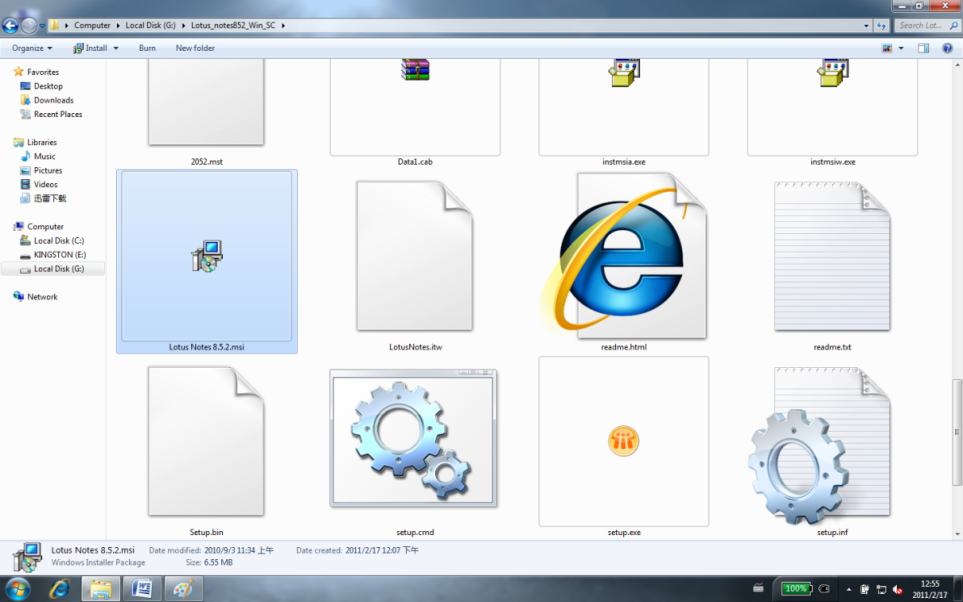 Computer ▸ Local Disk (G:) ▸ Lotus_notes852_Win_SC ▸
Search Lot...
Organize Install Burn New folder
Favorites
Desktop
Downloads
Recent Places
Libraries
Music
Pictures
Videos
迅雷下载
Computer
Local Disk (C:)
KINGSTON (E:)
Local Disk (G:)
Network
2052.mst Data1.cab instmsia.exe instmsiw.exe
Lotus Notes 8.5.2.msi LotusNotes.itw readme.html readme.txt
Setup.bin setup.cmd setup.exe setup.inf
Lotus Notes 8.5.2.msi Date modified: 2010/9/3 11:34 上午 Date created: 2011/2/17 12:07 下午
Windows Installer Package Size: 6.55 MB
100%
12:55
2011/2/17